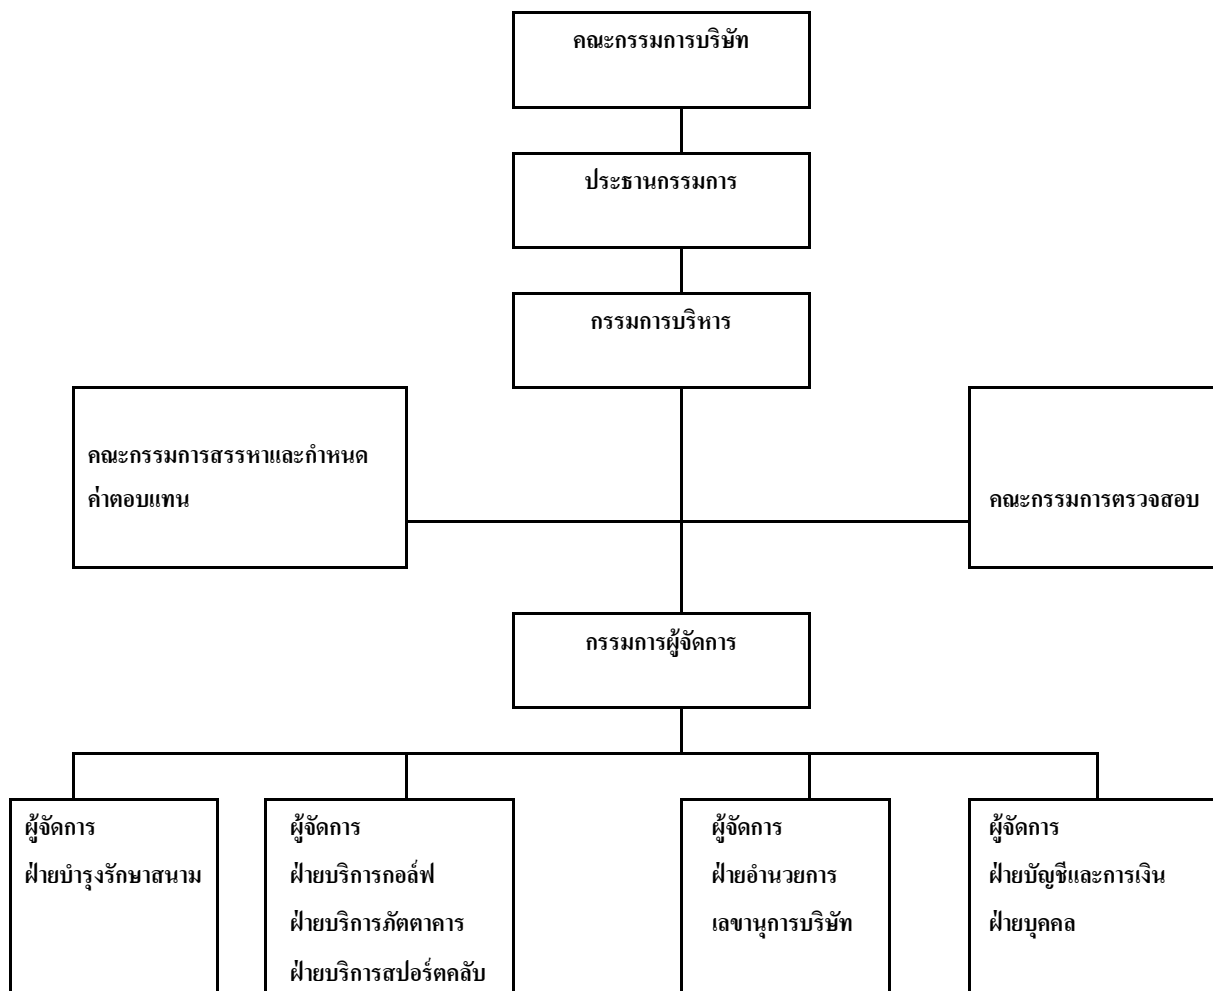 คณะกรรมการบริษัท
ประธานกรรมการ
กรรมการบริหาร
คณะกรรมการสรรหาและกำหนด
ค่าตอบแทน
คณะกรรมการตรวจสอบ
กรรมการผู้จัดการ
ผู้จัดการ
ฝ่ายบำรุงรักษาสนาม
ผู้จัดการ
ฝ่ายบริการกอล์ฟ
ฝ่ายบริการภัตตาคาร
ฝ่ายบริการสปอร์ตคลับ
ผู้จัดการ
ฝ่ายอำนวยการ
เลขานุการบริษัท
ผู้จัดการ
ฝ่ายบัญชีและการเงิน
ฝ่ายบุคคล